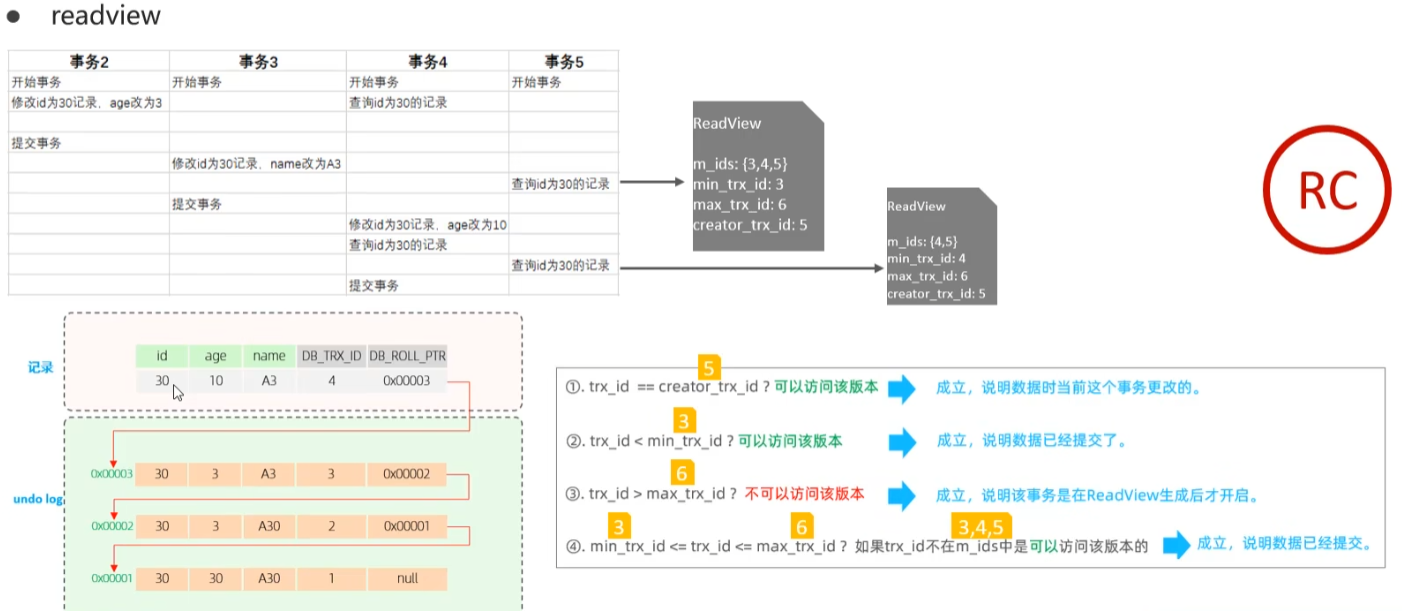 ● readview
事务2 事务3 事务4 事务5
开始事务 开始事务 开始事务 开始事务
修改id为30记录、age改为3 查询id为30的记录
提交事务
修改id为30记录、name改为A3
查询id为30的记录
提交事务
修改id为30记录、age改为10
查询id为30的记录
查询id为30的记录
提交事务
ReadView
m_ids: {3,4,5}
min_trx_id: 3
max_trx_id: 6
creator_trx_id: 5
ReadView
m_ids: {4,5}
min_trx_id: 4
max_trx_id: 6
creator_trx_id: 5
RC
记录
id age name DB_TRX_ID DB_ROLL_PTR
30 10 A3 4 0x00003
undo log
0x00003 30 3 A3 3 0x00002
0x00002 30 3 A30 2 0x00001
0x00001 30 30 A30 1 null
5
①. trx_id == creator_trx_id ? 可以访问该版本 成立，说明数据时当前这个事务更改的。
3
②. trx_id < min_trx_id ? 可以访问该版本 成立，说明数据已经提交了。
6
③. trx_id > max_trx_id ? 不可以访问该版本 成立，说明该事务是在ReadView生成后才开启。
3 6 3,4,5
④. min_trx_id <= trx_id <= max_trx_id ? 如果trx_id不在m_ids中是可以访问该版本的 成立，说明数据已经提交。